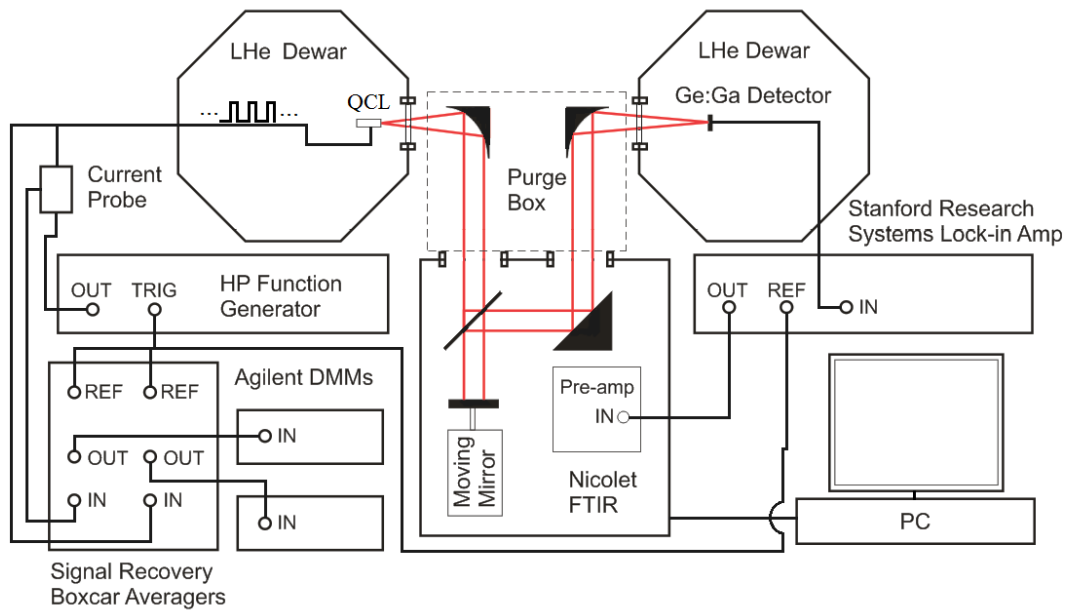 LHe Dewar
QCL
LHe Dewar
Ge:Ga Detector
Current
Probe
Purge
Box
Stanford Research
Systems Lock-in Amp
HP Function
Generator
OUT
TRIG
OUT
REF
IN
REF
REF
Agilent DMMs
Pre-amp
IN
IN
OUT
OUT
IN
IN
IN
Moving
Mirror
Nicolet
FTIR
PC
Signal Recovery
Boxcar Averagers